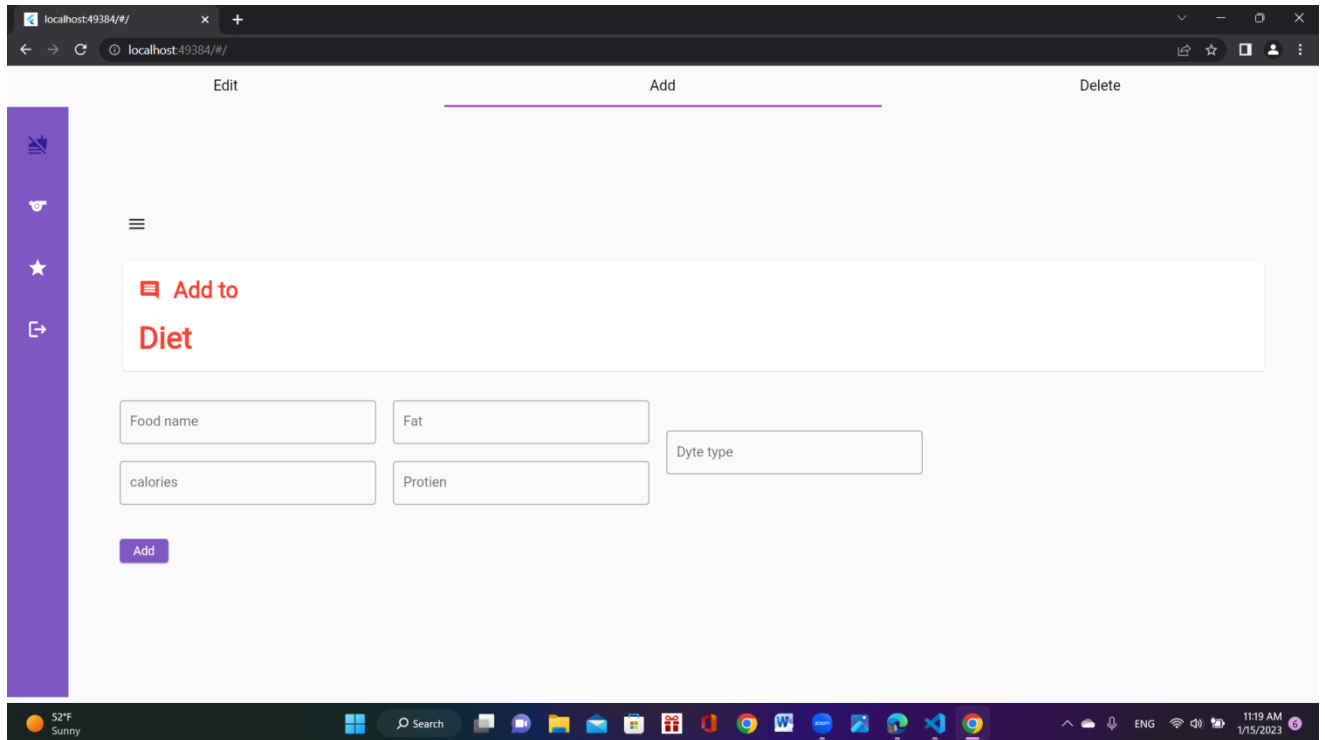 localhost:49384/#/
localhost:49384/#/
Edit Add Delete
Add to
Diet
Food name Fat
Dyte type
calories Protien
Add
52°F
Sunny
Search
ENG
11:19 AM
1/15/2023
6